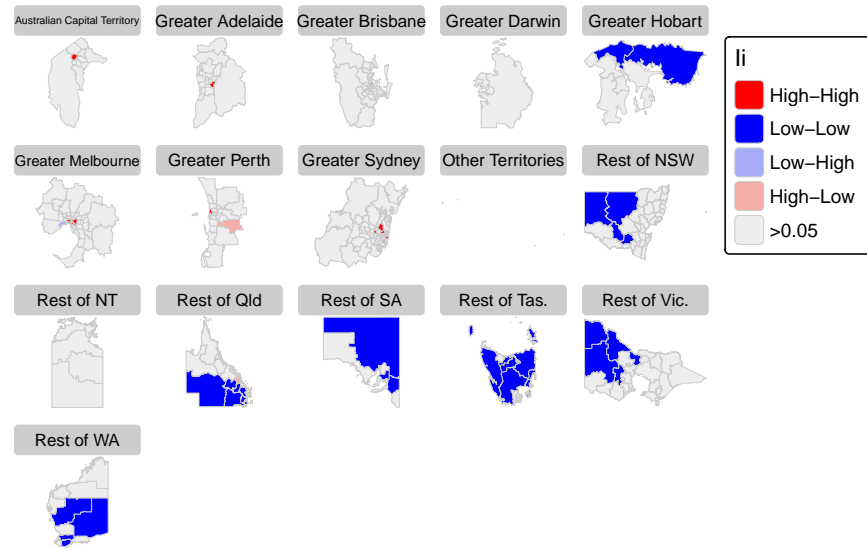 Australian Capital Territory
Greater Adelaide
Greater Brisbane
Greater Darwin
Greater Hobart
Greater Melbourne
Greater Perth
Greater Sydney
Other Territories
Rest of NSW
Rest of NT
Rest of Qld
Rest of SA
Rest of Tas.
Rest of Vic.
Rest of WA
Ii
High−High
Low−Low
Low−High
High−Low
>0.05